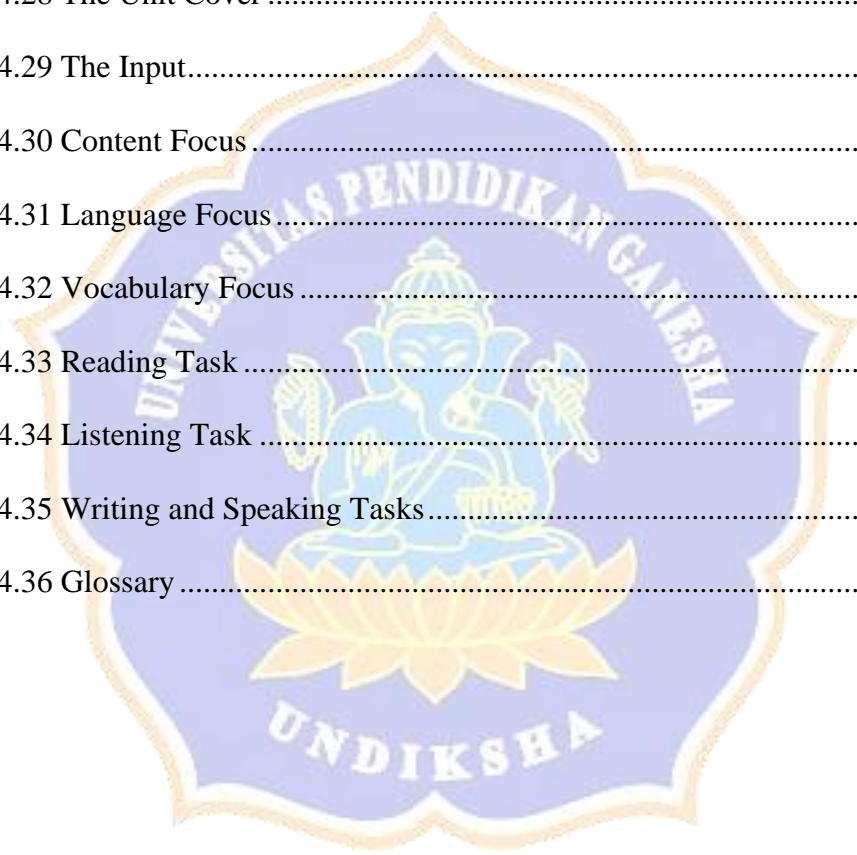 4.28 The Unit Cover ..........................................................................
4.29 The Input....................................................................................
4.30 Content Focus ............................................................................
4.31 Language Focus.........................................................................
4.32 Vocabulary Focus ......................................................................
4.33 Reading Task .............................................................................
4.34 Listening Task ...........................................................................
4.35 Writing and Speaking Tasks......................................................
4.36 Glossary .....................................................................................
UNIVERSITAS PENDIDIKAN GANESHA
UNDIKSHA